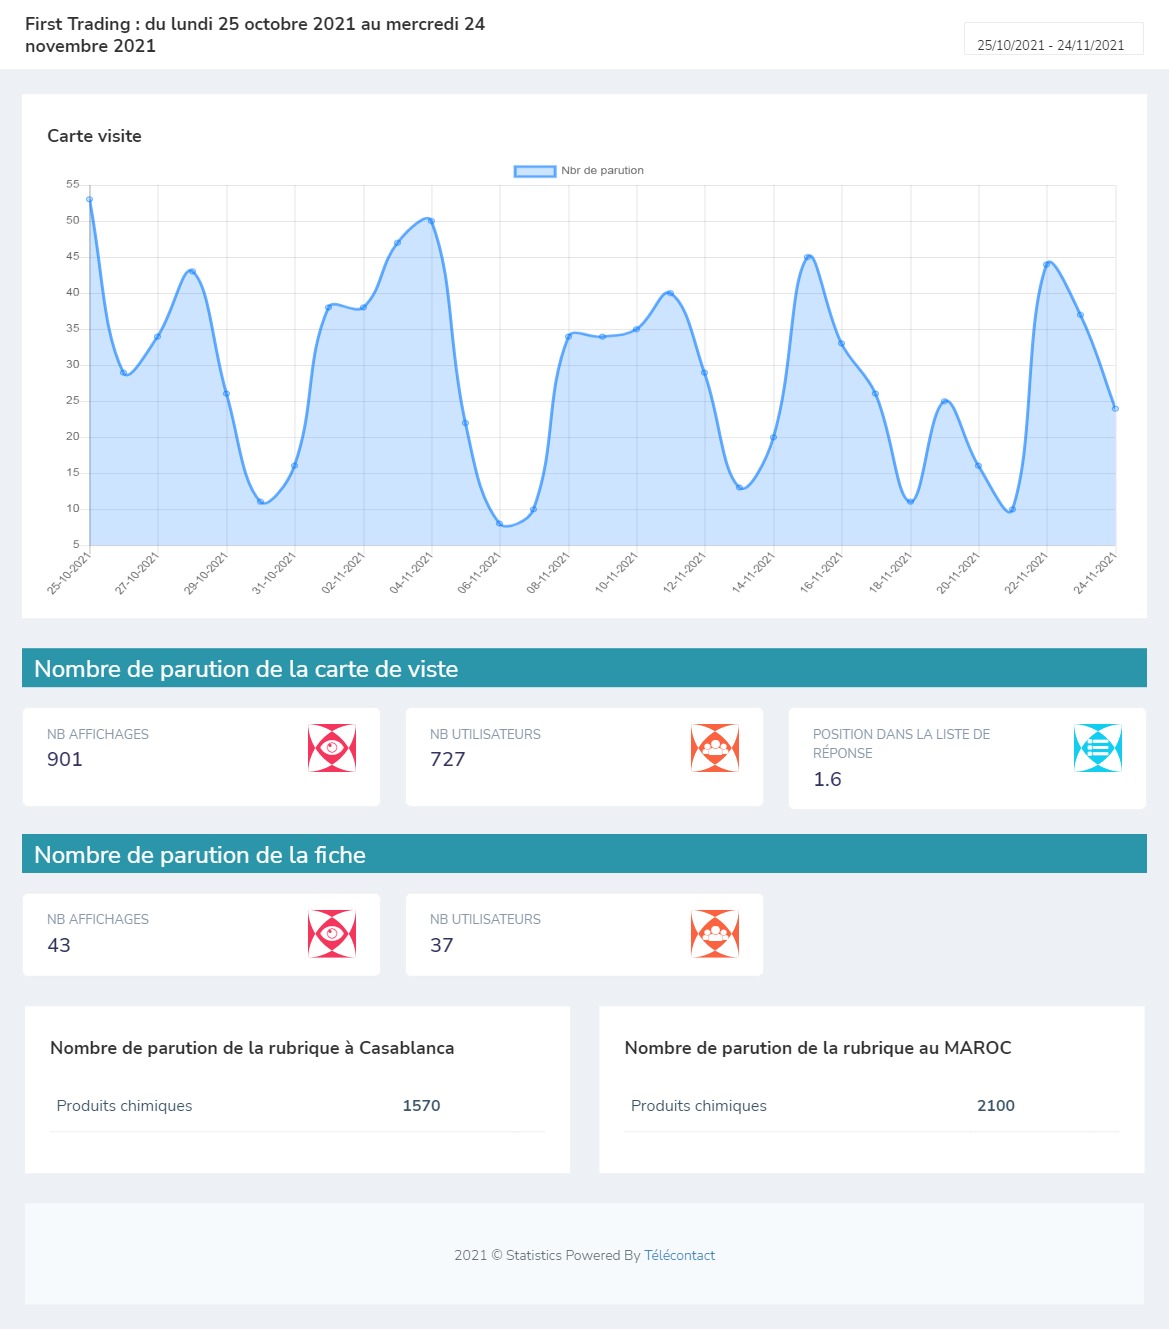 First Trading : du lundi 25 octobre 2021 au mercredi 24
novembre 2021
25/10/2021 - 24/11/2021
Carte visite
Nbr de parution
55
50
45
40
35
30
25
20
15
10
5
25-10-2021
27-10-2021
29-10-2021
31-10-2021
02-11-2021
04-11-2021
06-11-2021
08-11-2021
10-11-2021
12-11-2021
14-11-2021
16-11-2021
18-11-2021
20-11-2021
22-11-2021
24-11-2021
Nombre de parution de la carte de viste
NB AFFICHAGES
901
NB UTILISATEURS
727
POSITION DANS LA LISTE DE
RÉPONSE
1.6
Nombre de parution de la fiche
NB AFFICHAGES
43
NB UTILISATEURS
37
Nombre de parution de la rubrique à Casablanca
Produits chimiques 1570
Nombre de parution de la rubrique au MAROC
Produits chimiques 2100
2021 © Statistics Powered By Télécontact